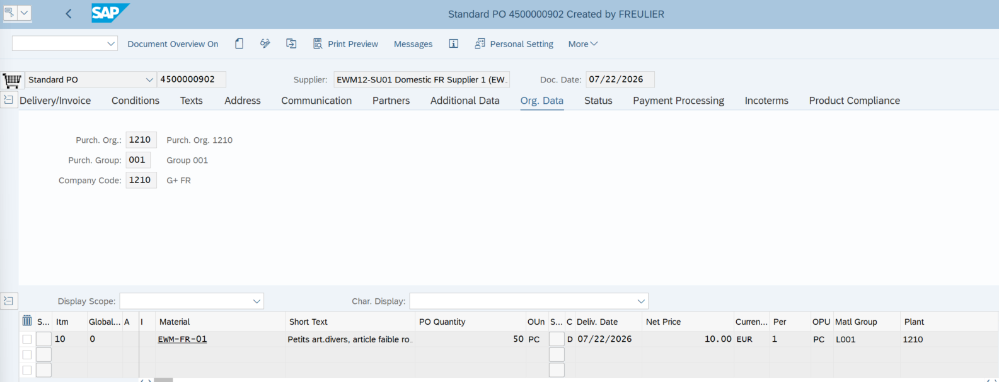 SAP
Standard PO 4500000902 Created by FREULIER
Document Overview On Print Preview Messages Personal Setting More
Standard PO 4500000902 Supplier: EWM12-SU01 Domestic FR Supplier 1 (EW Doc. Date: 07/22/2026
Delivery/Invoice Conditions Texts Address Communication Partners Additional Data Org. Data Status Payment Processing Incoterms Product Compliance
Purch. Org.: 1210 Purch. Org. 1210
Purch. Group: 001 Group 001
Company Code: 1210 G+ FR
Display Scope: Char. Display:
S... Itm Global... A I Material Short Text PO Quantity OUn S... C Deliv. Date Net Price Curren... Per OPU Matl Group Plant
10 0 EWM-FR-01 Petits art.divers, article faible ro.. 50 PC D 07/22/2026 10.00 EUR 1 PC L001 1210